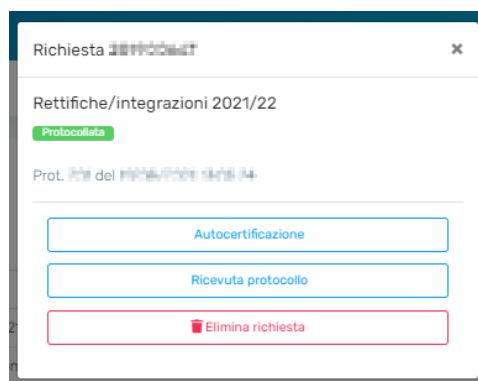 Richiesta
×
Rettifiche/integrazioni 2021/22
Protocollata
Prot. del
Autocertificazione
Ricevuta protocollo
Elimina richiesta